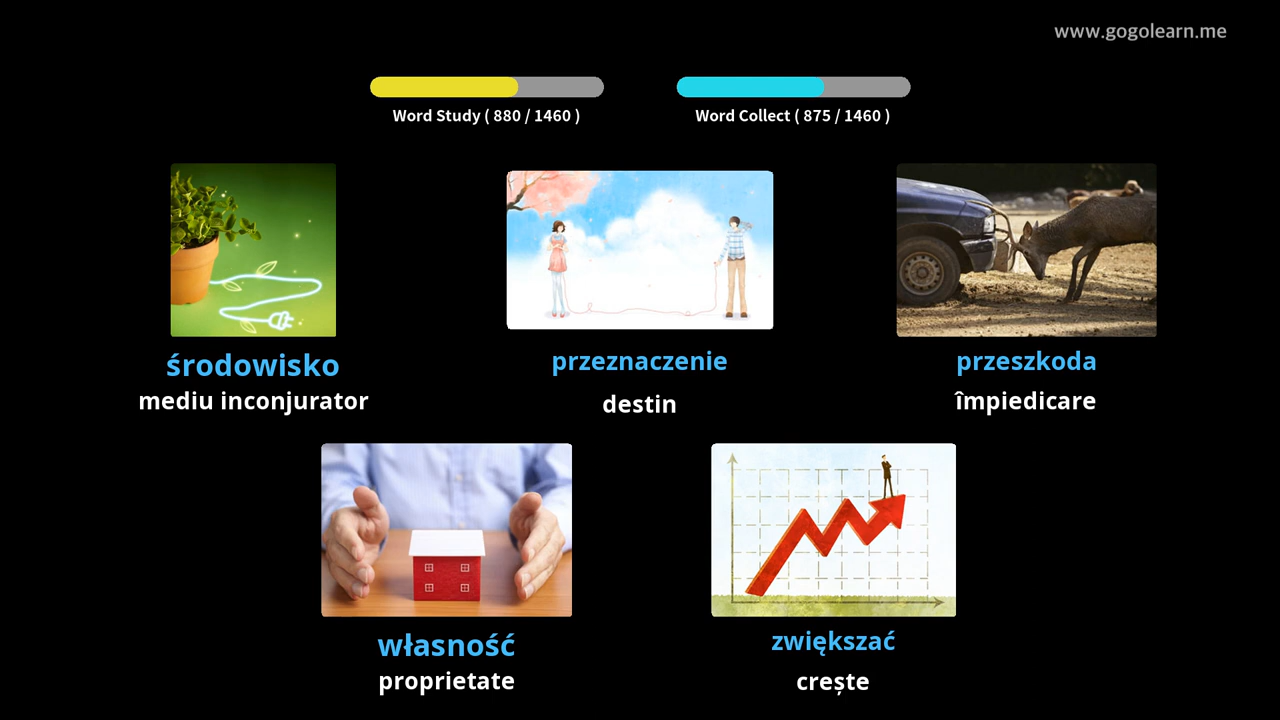 www.gogolearn.me
Word Study ( 880 / 1460 )
Word Collect ( 875 / 1460 )
środowisko
mediu inconjurator
przeznaczenie
destin
przeszkoda
împiedicare
własność
proprietate
zwiększać
crește